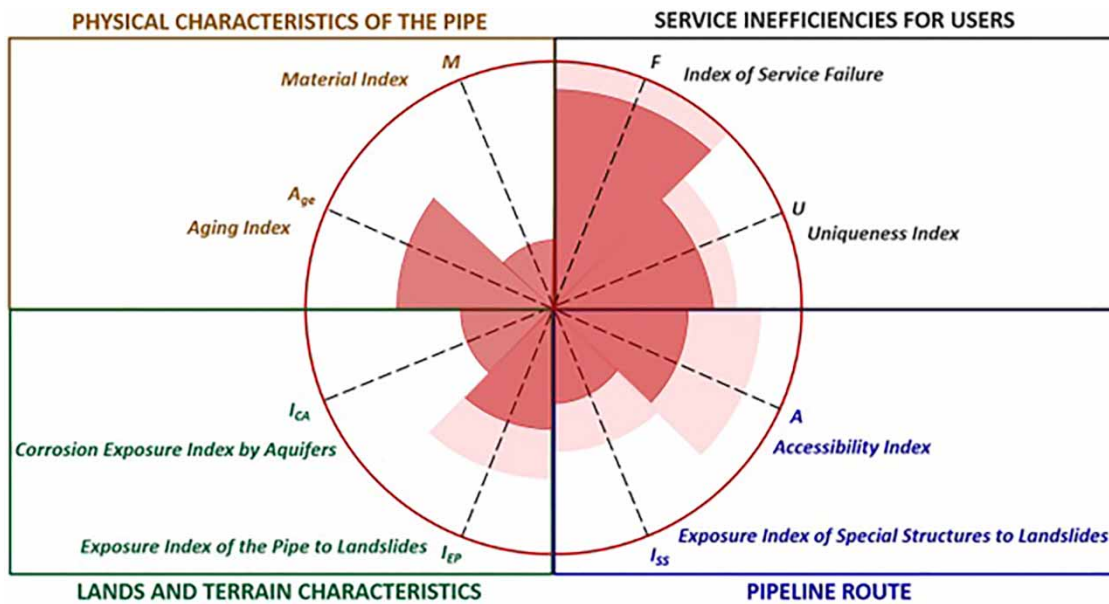 PHYSICAL CHARACTERISTICS OF THE PIPE
SERVICE INEFFICIENCIES FOR USERS
M
Material Index
F
Index of Service Failure
Age
Aging Index
U
Uniqueness Index
ICA
Corrosion Exposure Index by Aquifers
A
Accessibility Index
Exposure Index of the Pipe to Landslides
IEP
ISS
Exposure Index of Special Structures to Landslides
LANDS AND TERRAIN CHARACTERISTICS
PIPELINE ROUTE